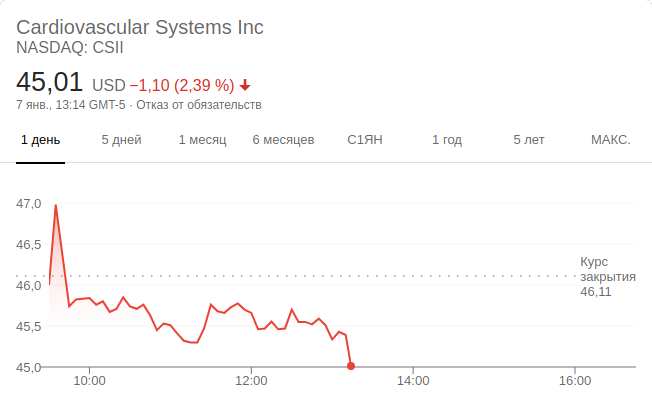 Cardiovascular Systems Inc
NASDAQ: CSII
45,01 USD −1,10 (2,39 %)
7 янв., 13:14 GMT-5 · Отказ от обязательств
1 день 5 дней 1 месяц 6 месяцев С1ЯН 1 год 5 лет МАКС.
47,0
46,5
46,0
45,5
45,0
Курс
закрытия
46,11
10:00 12:00 14:00 16:00